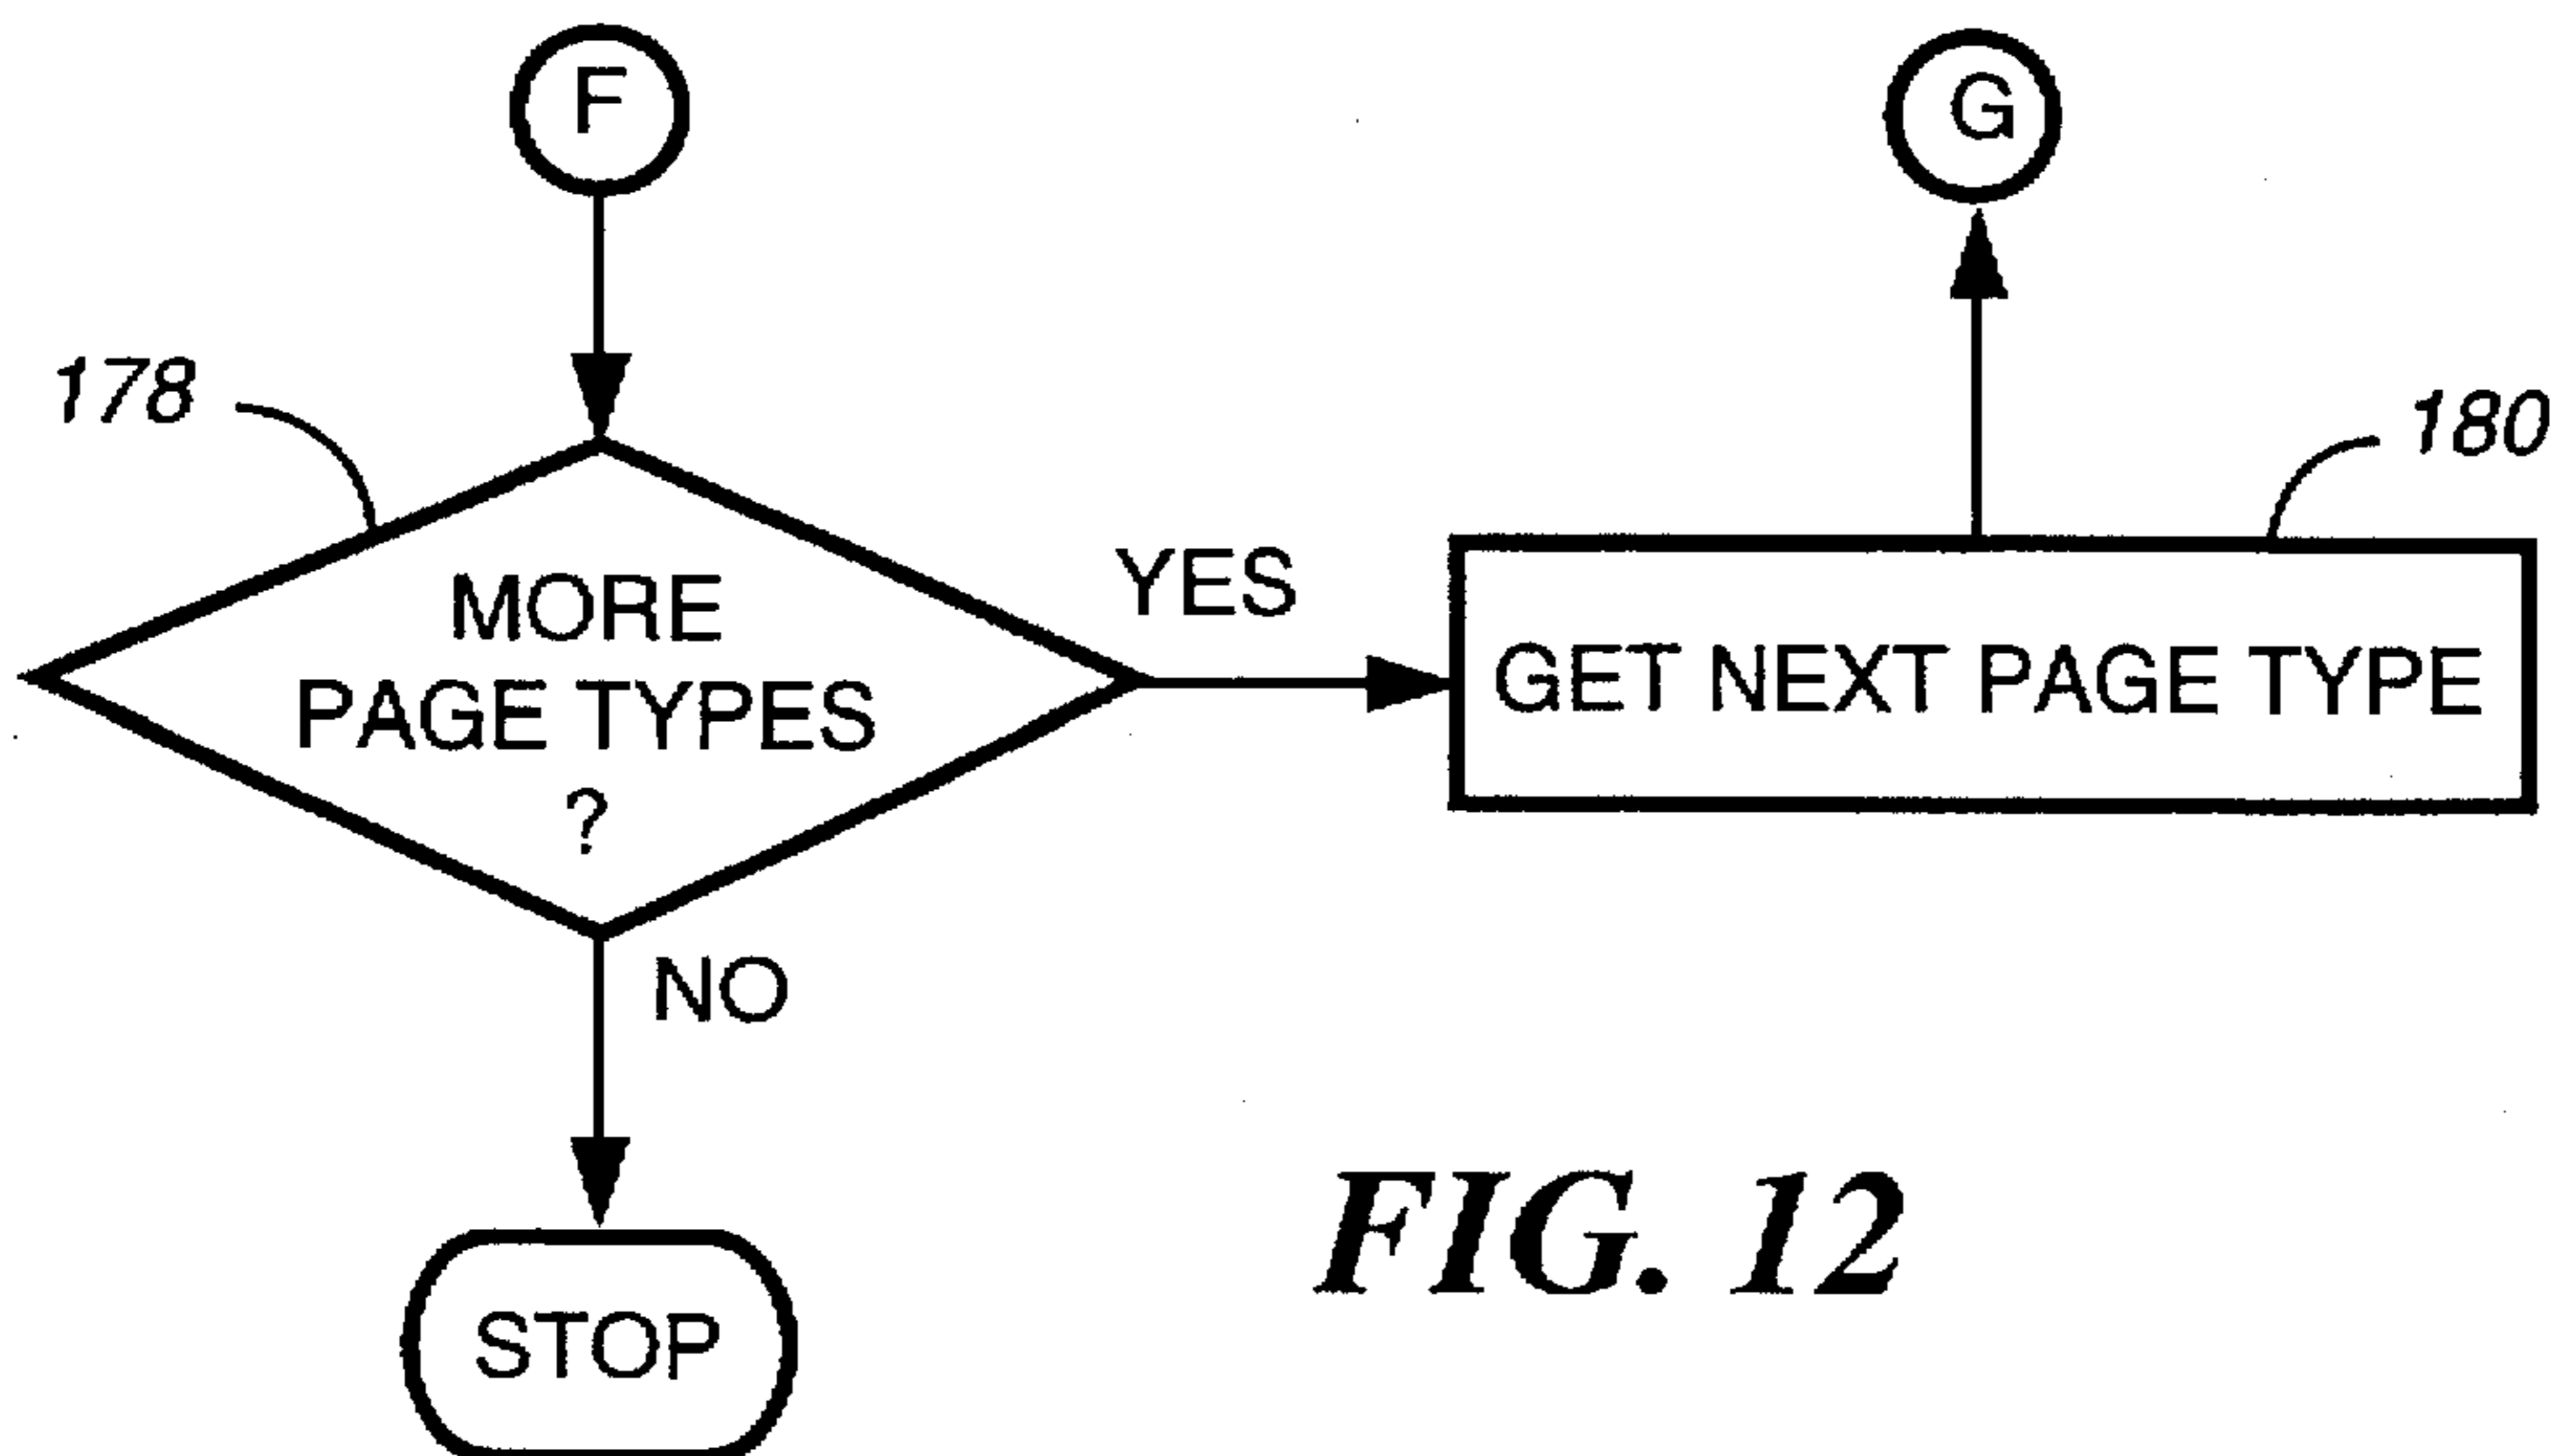 F
G
178
180
MORE
PAGE TYPES
?
YES
GET NEXT PAGE TYPE
NO
STOP
FIG. 12